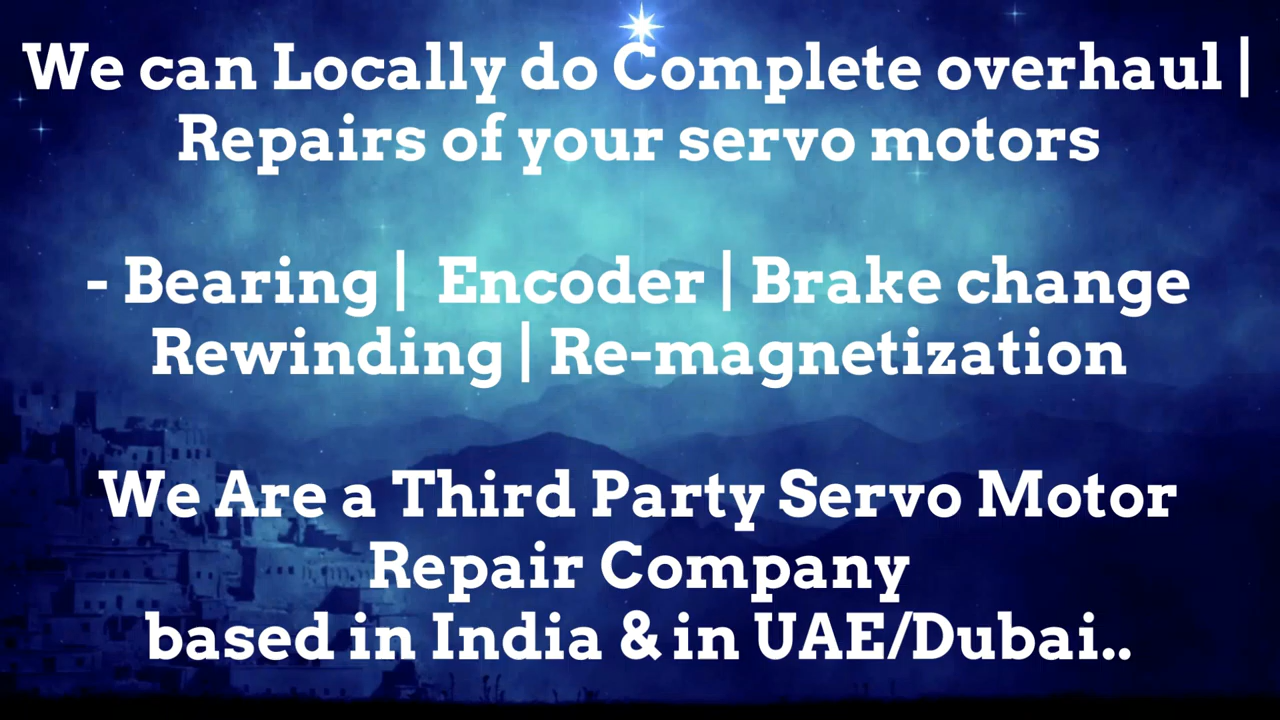 We can Locally do Complete overhaul |
Repairs of your servo motors
- Bearing | Encoder | Brake change
Rewinding | Re-magnetization
We Are a Third Party Servo Motor
Repair Company
based in India & in UAE/Dubai..